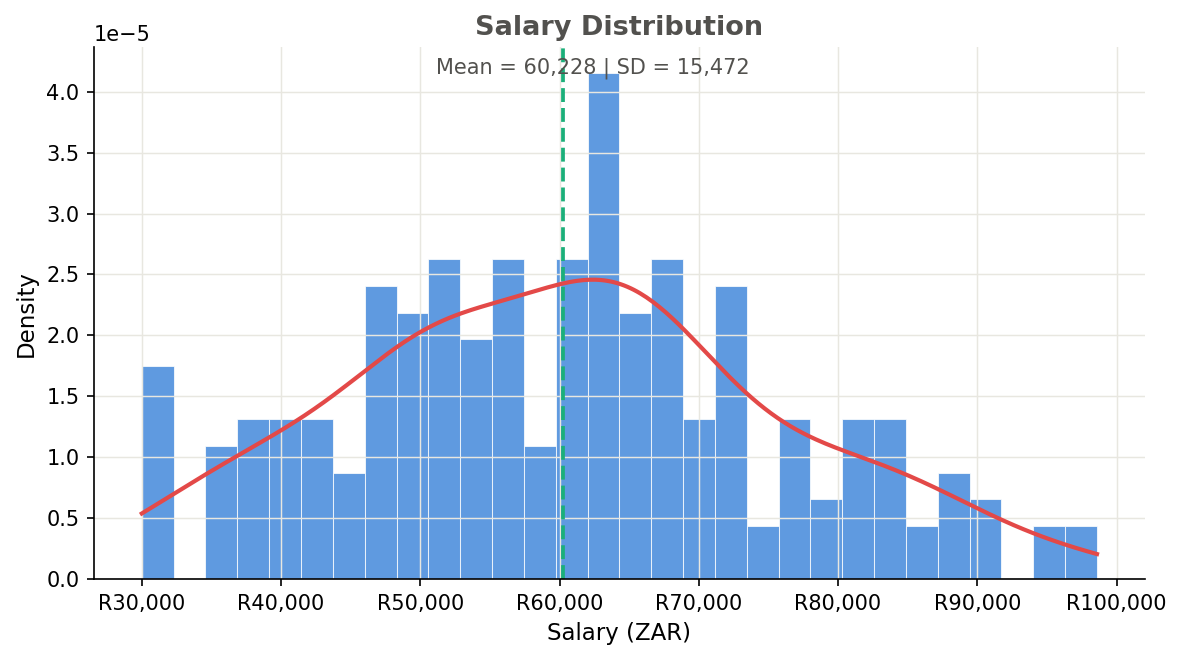 Salary Distribution
1e−5
Mean = 60,228 | SD = 15,472
4.0
3.5
3.0
2.5
2.0
1.5
1.0
0.5
0.0
Density
R30,000 R40,000 R50,000 R60,000 R70,000 R80,000 R90,000 R100,000
Salary (ZAR)